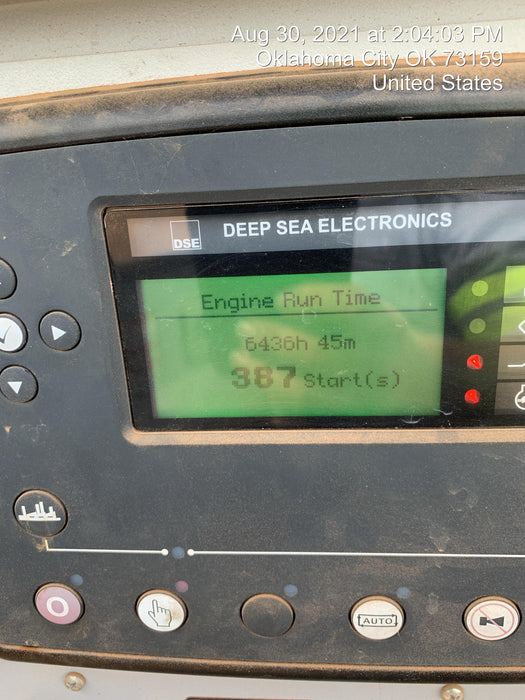 Aug 30, 2021 at 2:04:03 PM
Oklahoma City OK 73159
United States
DSE
DEEP SEA ELECTRONICS
Engine Run Time
6436h 45m
387 Start(s)
O
AUTO